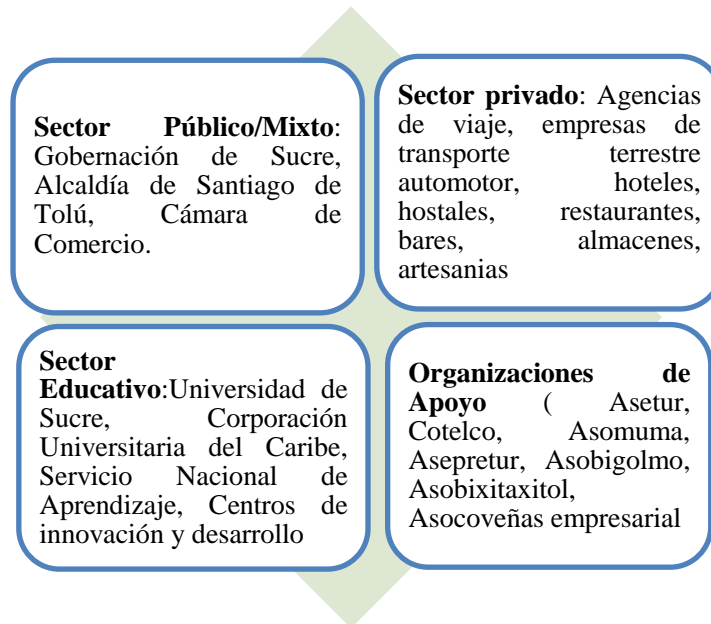 Sector Público/Mixto:
Gobernación de Sucre,
Alcaldía de Santiago de
Tolú, Cámara de
Comercio.
Sector privado: Agencias
de viaje, empresas de
transporte terrestre
automotor, hoteles,
hostales, restaurantes,
bares, almacenes,
artesanias
Sector
Educativo:Universidad de
Sucre, Corporación
Universitaria del Caribe,
Servicio Nacional de
Aprendizaje, Centros de
innovación y desarrollo
Organizaciones de
Apoyo ( Asetur,
Cotelco, Asomuma,
Asepretur, Asobigolmo,
Asobixitaxitol,
Asocoveñas empresarial